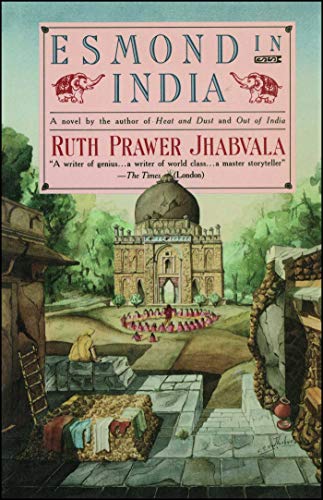 ESMOND IN
INDIA
A novel by the author of Heat and Dust and Out of India
RUTH PRAWER JHABVALA
"A writer of genius...a writer of world class...a master storyteller"
—The Times (London)